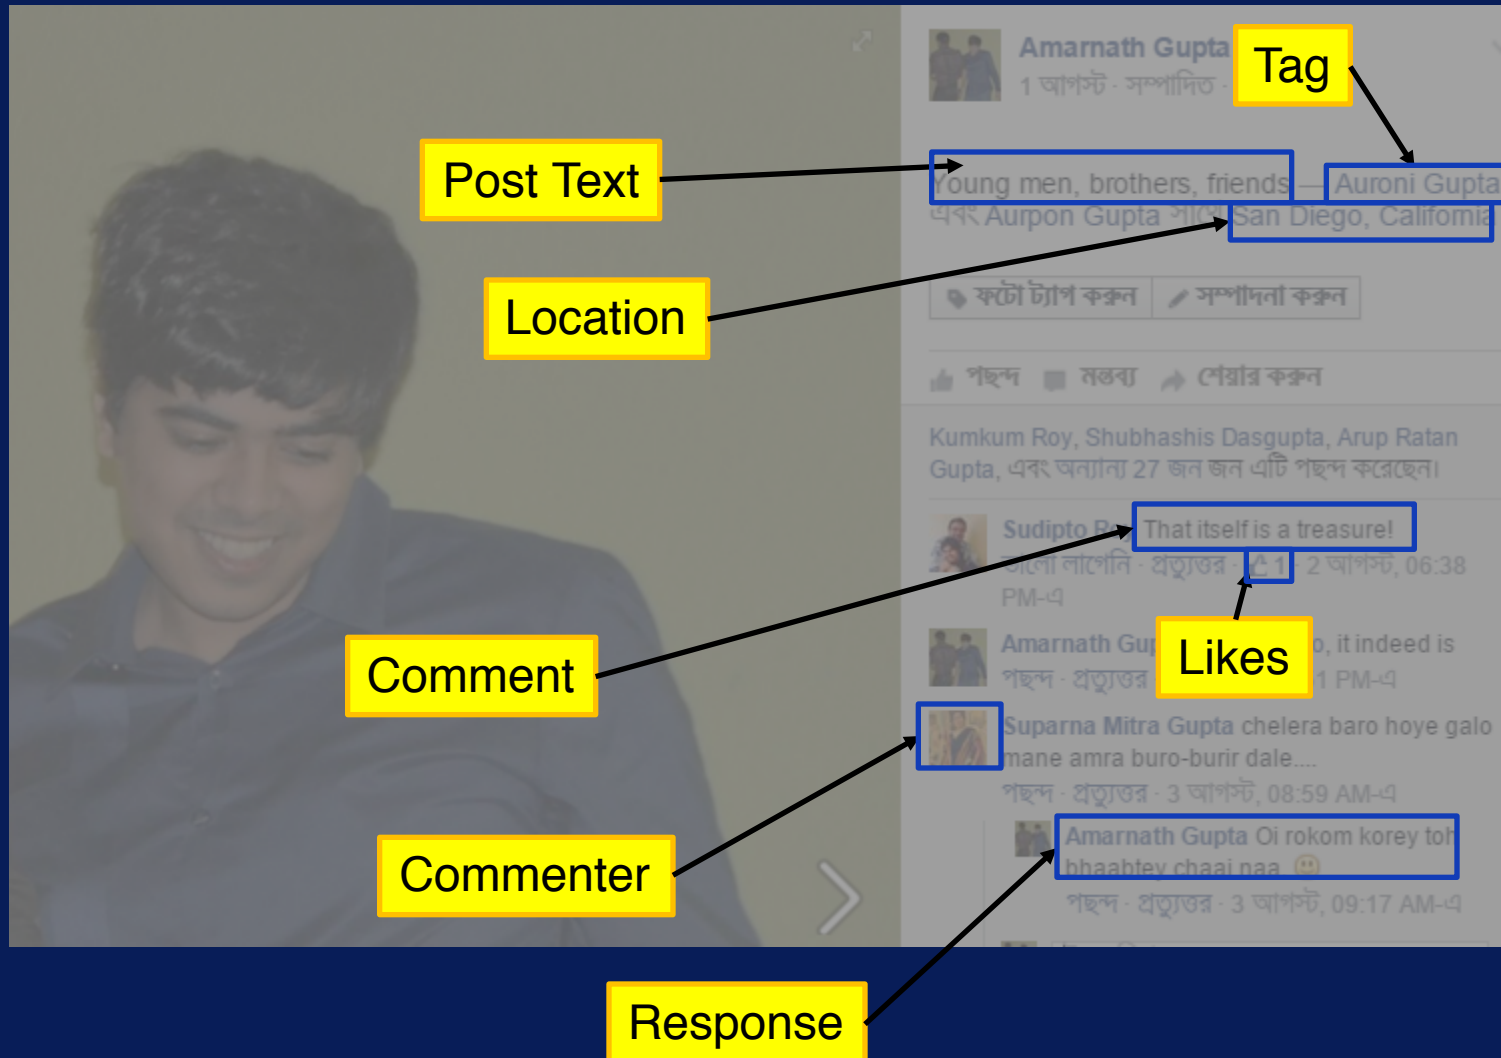 Amarnath Gupta
1 আগস্ট · সম্পাদিত ·
Tag
Post Text
Young men, brothers, friends — Auroni Gupta
এবং Aurpon Gupta সাথে San Diego, California
Location
ফটো ট্যাগ করুন সম্পাদনা করুন
পছন্দ মন্তব্য শেয়ার করুন
Kumkum Roy, Shubhashis Dasgupta, Arup Ratan
Gupta, এবং অন্যান্য 27 জন জন এটি পছন্দ করেছেন।
Sudipto That itself is a treasure!
ভালো লাগেনি · প্রত্যুত্তর · 1 · 2 আগস্ট, 06:38
PM-এ
Comment
Likes
Amarnath it indeed is
পছন্দ · প্রত্যুত্তর PM-এ
Suparna Mitra Gupta chelera baro hoye galo
mane amra buro-burir dale....
পছন্দ · প্রত্যুত্তর · 3 আগস্ট, 08:59 AM-এ
Commenter
Amarnath Gupta Oi rokom korey toh
bhaabtey chaai naa
পছন্দ · প্রত্যুত্তর · 3 আগস্ট, 09:17 AM-এ
Response